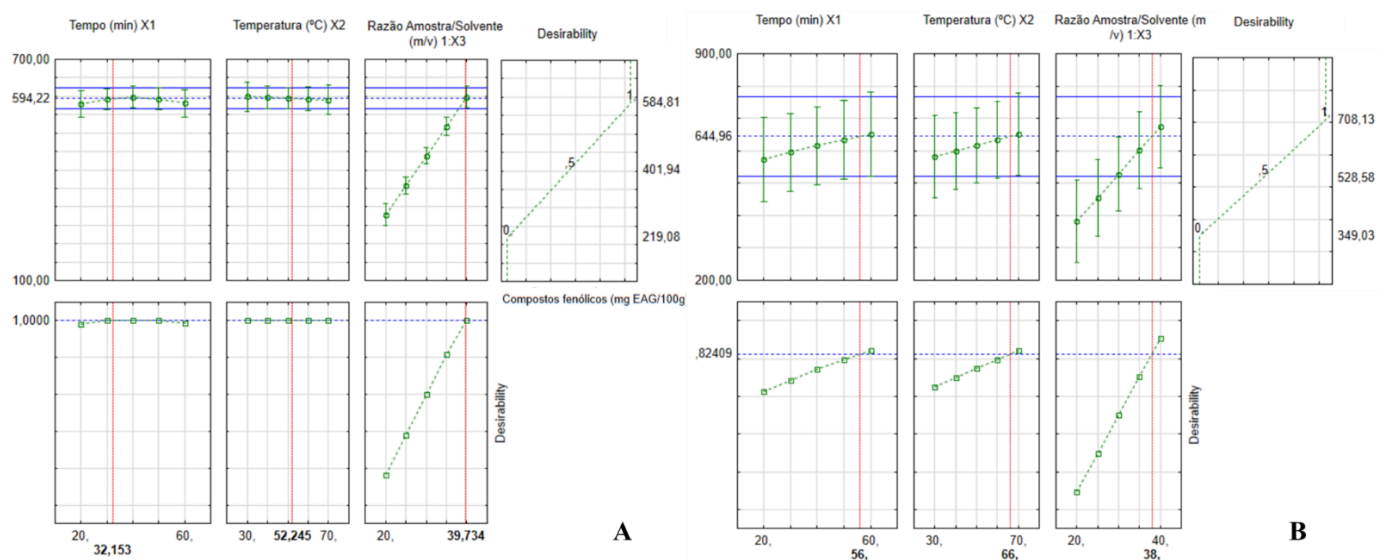 Tempo (min) X1
Temperatura (ºC) X2
Razão Amostra/Solvente
(m/v) 1:X3
Desirability
700,00
594,22
100,00
1,
,5
0,
584,81
401,94
219,08
Compostos fenólicos (mg EAG/100g)
1,0000
Desirability
20,
60,
32,153
30,
70,
52,245
20,
39,734
A
Tempo (min) X1
Temperatura (ºC) X2
Razão Amostra/Solvente (m
/v) 1:X3
Desirability
900,00
644,96
200,00
1,
,5
0,
708,13
528,58
349,03
,82409
Desirability
20,
60,
56,
30,
70,
66,
20,
40,
38,
B